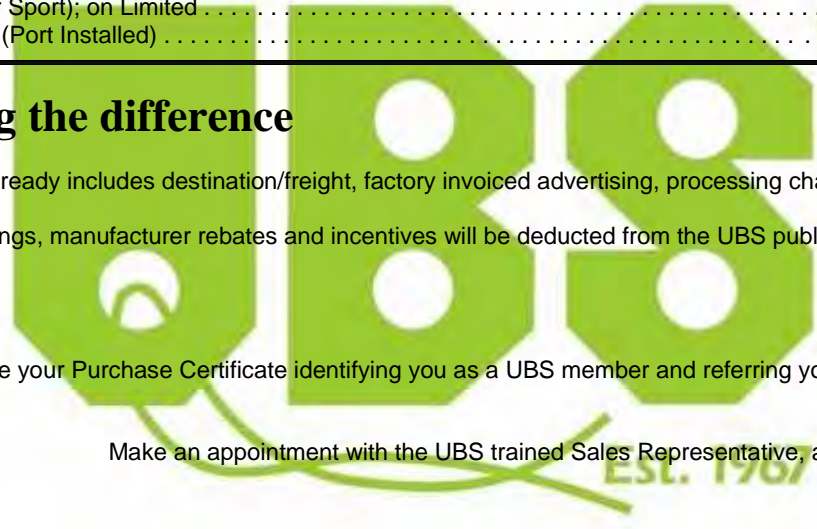 Sport); on Limited . . . . . . . . . . . . . . . . . . . . . . . . . . . . . . . . . . . . . . . . . . . . . . . . . . . . . . . . . . . .
(Port Installed) . . . . . . . . . . . . . . . . . . . . . . . . . . . . . . . . . . . . . . . . . . . . . . . . . . . . . . . . . . . . . . . .
g the difference
ready includes destination/freight, factory invoiced advertising, processing cha
ngs, manufacturer rebates and incentives will be deducted from the UBS publ
e your Purchase Certificate identifying you as a UBS member and referring yo
Make an appointment with the UBS trained Sales Representative, a
UBS
Est. 1967